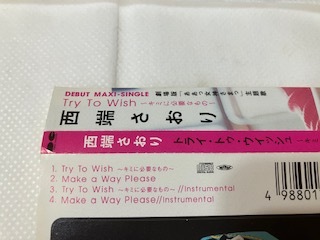 DEBUT MAXI-SINGLE 劇場版「ああっ女神さまっ」主題歌
Try To Wish ～キミに必要なもの～
西端さおり
西端さおり トライ・トゥ・ウィッシュ
1. Try To Wish ～キミに必要なもの～
2. Make a Way Please
3. Try To Wish ～キミに必要なもの～//Instrumental
4. Make a Way Please//Instrumental
4 98801